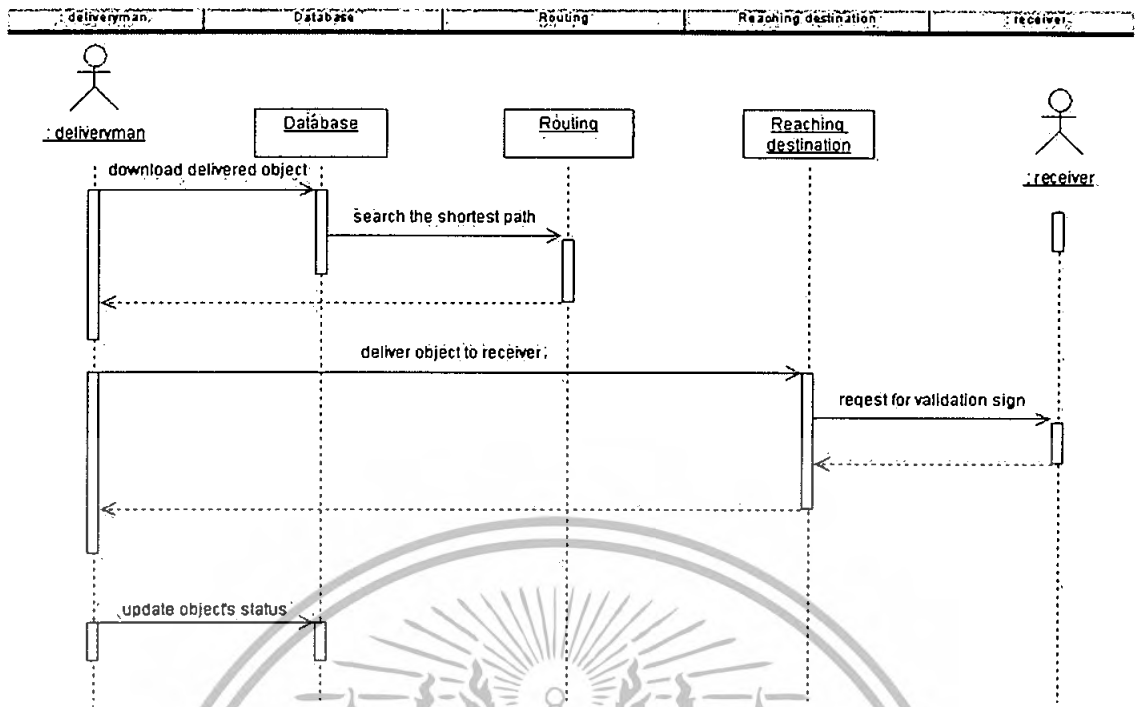 : deliveryman
Database
Routing
Reaching destination
: receiver
: deliveryman
Database
Routing
Reaching
destination
: receiver
download delivered object
search the shortest path
deliver object to receiver
reqest for validation sign
update object's status